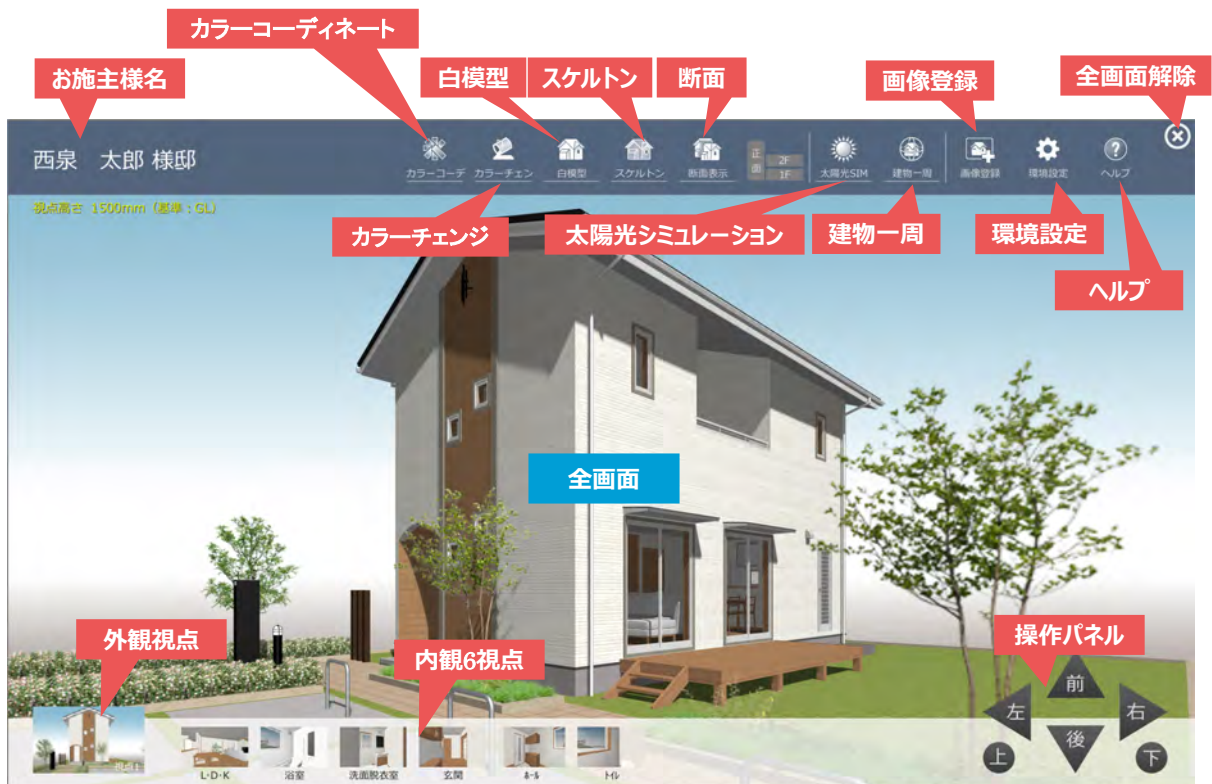 カラーコーディネート
お施主様名
白模型
スケルトン
断面
画像登録
全画面解除
西泉　太郎 様邸
カラーコーデ
カラーチェン
白模型
スケルトン
断面表示
正面
2F
1F
太陽光SIM
建物一周
画像登録
環境設定
ヘルプ
視点高さ 1500mm (基準：GL)
カラーチェンジ
太陽光シミュレーション
建物一周
環境設定
ヘルプ
全画面
外観視点
内観6視点
操作パネル
前
左
右
後
上
下
視点1
L・D・K
浴室
洗面脱衣室
玄関
ﾎｰﾙ
ﾄｲﾚ